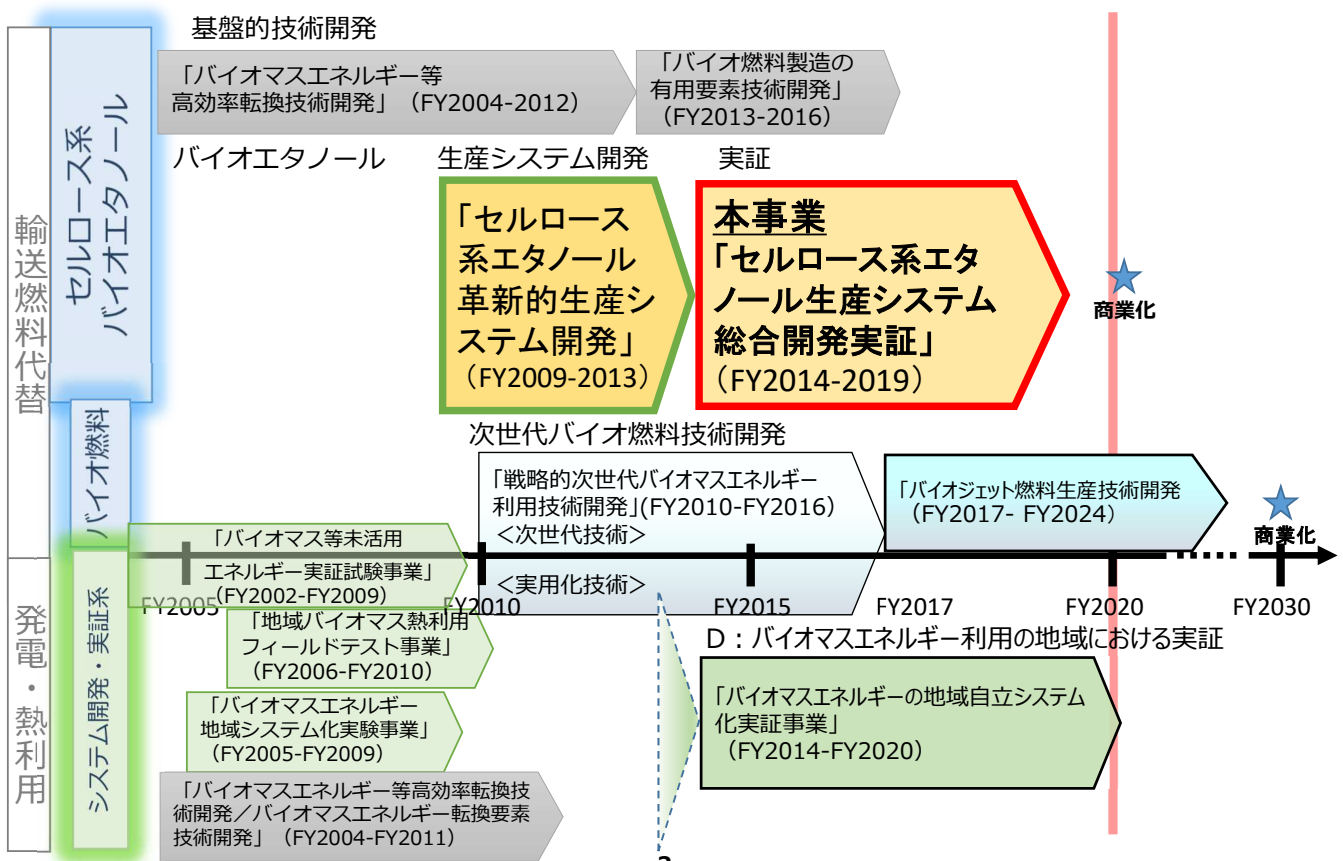 輸送燃料代替
発電・熱利用
セルロース系
バイオエタノール
バイオ燃料
システム開発・実証系
基盤的技術開発
「バイオマスエネルギー等
高効率転換技術開発」（FY2004-2012）
「バイオ燃料製造の
有用要素技術開発」
（FY2013-2016）
バイオエタノール
生産システム開発
実証
「セルロース
系エタノール
革新的生産シ
ステム開発」
（FY2009-2013）
本事業
「セルロース系エタ
ノール生産システム
総合開発実証」
（FY2014-2019）
商業化
次世代バイオ燃料技術開発
「戦略的次世代バイオマスエネルギー
利用技術開発」(FY2010-FY2016)
＜次世代技術＞
＜実用化技術＞
「バイオジェット燃料生産技術開発
（FY2017- FY2024）
商業化
「バイオマス等未活用
エネルギー実証試験事業」
（FY2002-FY2009）
FY2005
FY2010
FY2015
FY2017
FY2020
FY2030
「地域バイオマス熱利用
フィールドテスト事業」
（FY2006-FY2010）
「バイオマスエネルギー
地域システム化実験事業」
（FY2005-FY2009）
「バイオマスエネルギー等高効率転換技
術開発／バイオマスエネルギー転換要素
技術開発」（FY2004-FY2011）
D：バイオマスエネルギー利用の地域における実証
「バイオマスエネルギーの地域自立システム
化実証事業」
（FY2014-FY2020）